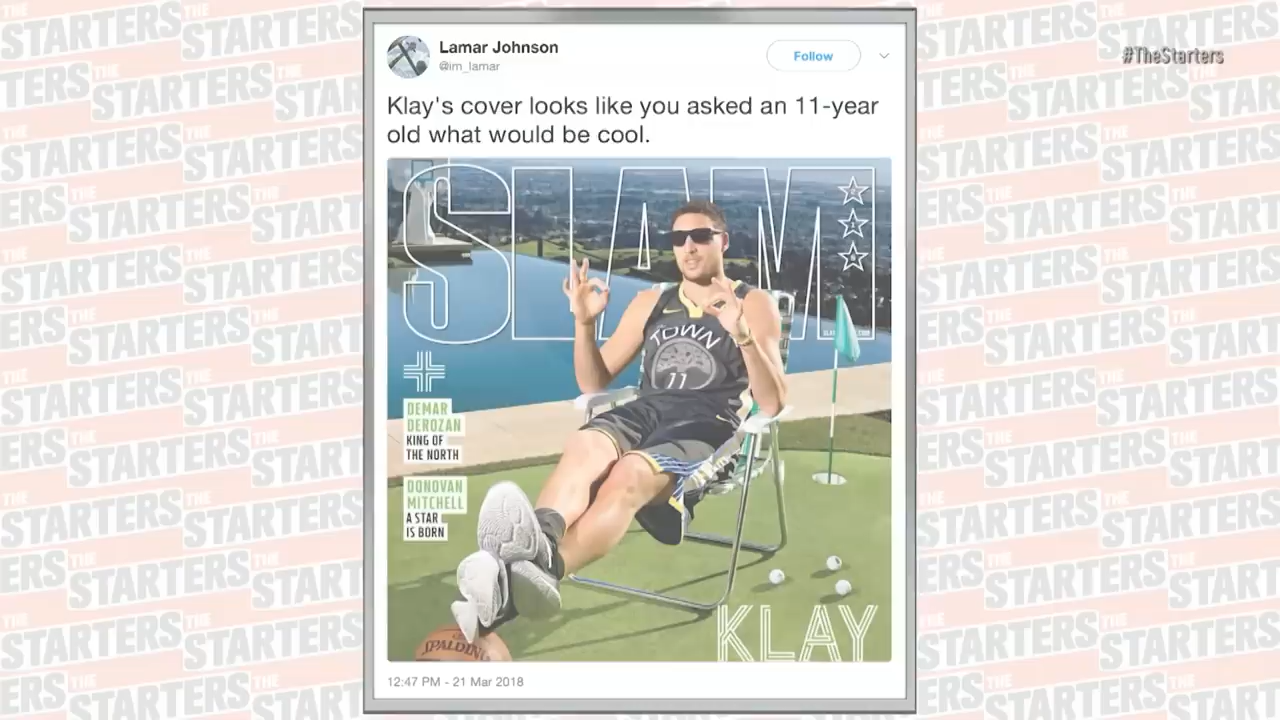 #TheStarters
Lamar Johnson
@im_lamar
Follow
Klay's cover looks like you asked an 11-year
old what would be cool.
SLAM
TOWN
11
DEMAR
DEROZAN
KING OF
THE NORTH
DONOVAN
MITCHELL
A STAR
IS BORN
SPALDING
KLAY
12:47 PM - 21 Mar 2018
THE
STARTERS